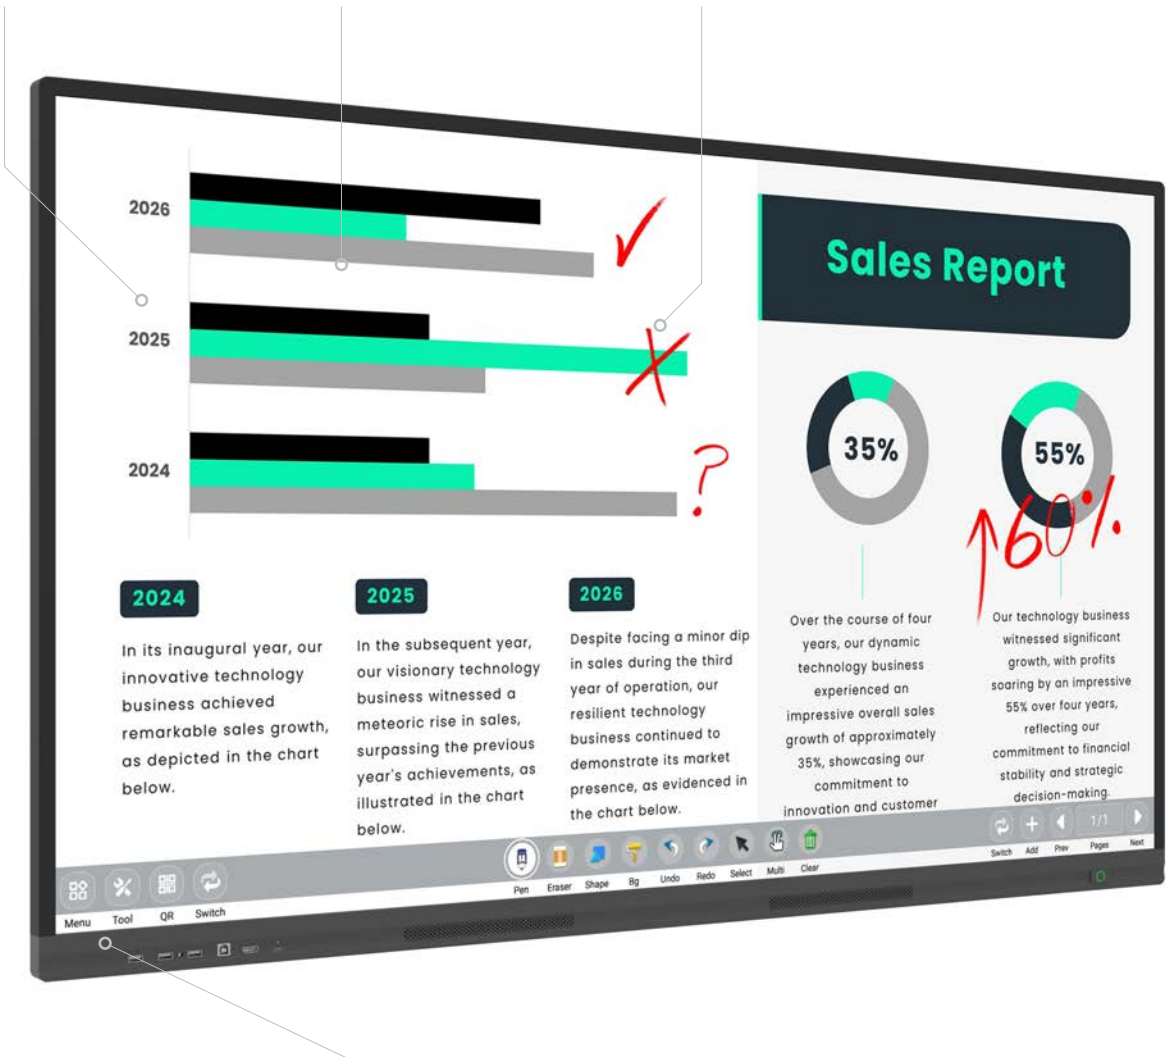 2026
2025
2024
Sales Report
35%
55%
?
↑60%
2024
In its inaugural year, our
innovative technology
business achieved
remarkable sales growth,
as depicted in the chart
below.
2025
In the subsequent year,
our visionary technology
business witnessed a
meteoric rise in sales,
surpassing the previous
year's achievements, as
illustrated in the chart
below.
2026
Despite facing a minor dip
in sales during the third
year of operation, our
resilient technology
business continued to
demonstrate its market
presence, as evidenced in
the chart below.
Over the course of four
years, our dynamic
technology business
experienced an
impressive overall sales
growth of approximately
35%, showcasing our
commitment to
innovation and customer
Our technology business
witnessed significant
growth, with profits
soaring by an impressive
55% over four years,
reflecting our
commitment to financial
stability and strategic
decision-making.
Menu Tool QR Switch
Pen Eraser Shape Bg Undo Redo Select Multi Clear
1/1
Switch Add Prev Pages Next